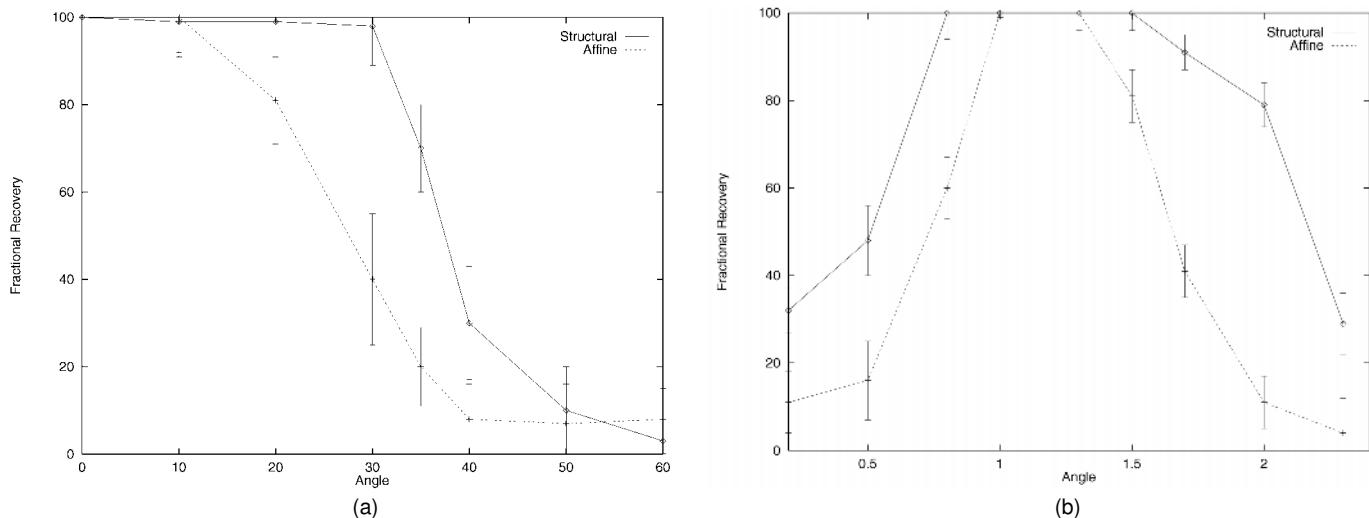 100
80
60
40
20
0
Fractional Recovery
Structural
Affine
0 10 20 30 40 50 60
Angle
(a)
100
80
60
40
20
0
Fractional Recovery
Structural
Affine
0.5 1 1.5 2
Angle
(b)